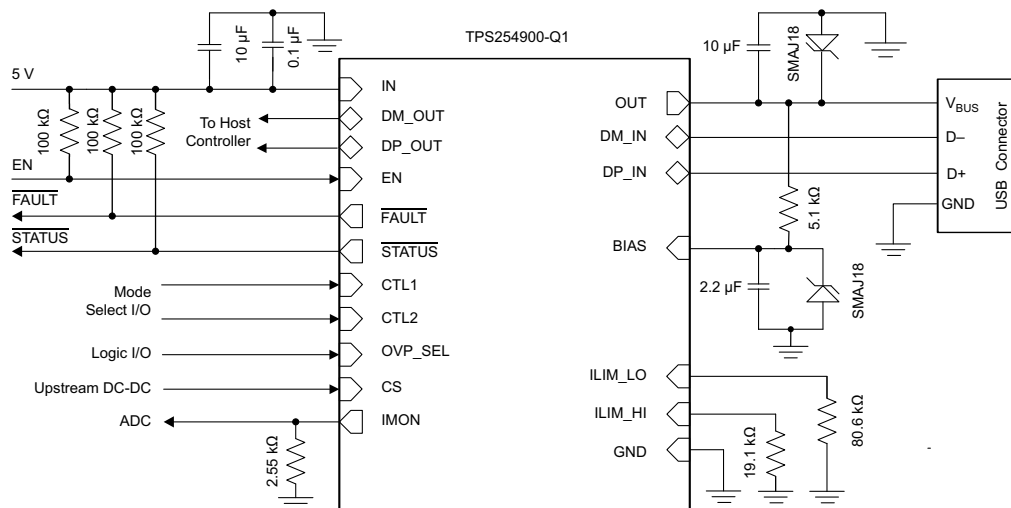 TPS254900-Q1
10 µF
0.1 µF
10 µF
SMAJ18
5 V
IN
OUT
VBUS
100 kΩ
100 kΩ
100 kΩ
To Host
Controller
DM_OUT
DP_OUT
DM_IN
D–
DP_IN
D+
USB Connector
EN
EN
GND
FAULT
FAULT
5.1 kΩ
STATUS
STATUS
BIAS
CTL1
2.2 µF
SMAJ18
Mode
Select I/O
CTL2
Logic I/O
OVP_SEL
ILIM_LO
Upstream DC-DC
CS
80.6 kΩ
ADC
IMON
ILIM_HI
2.55 kΩ
19.1 kΩ
GND